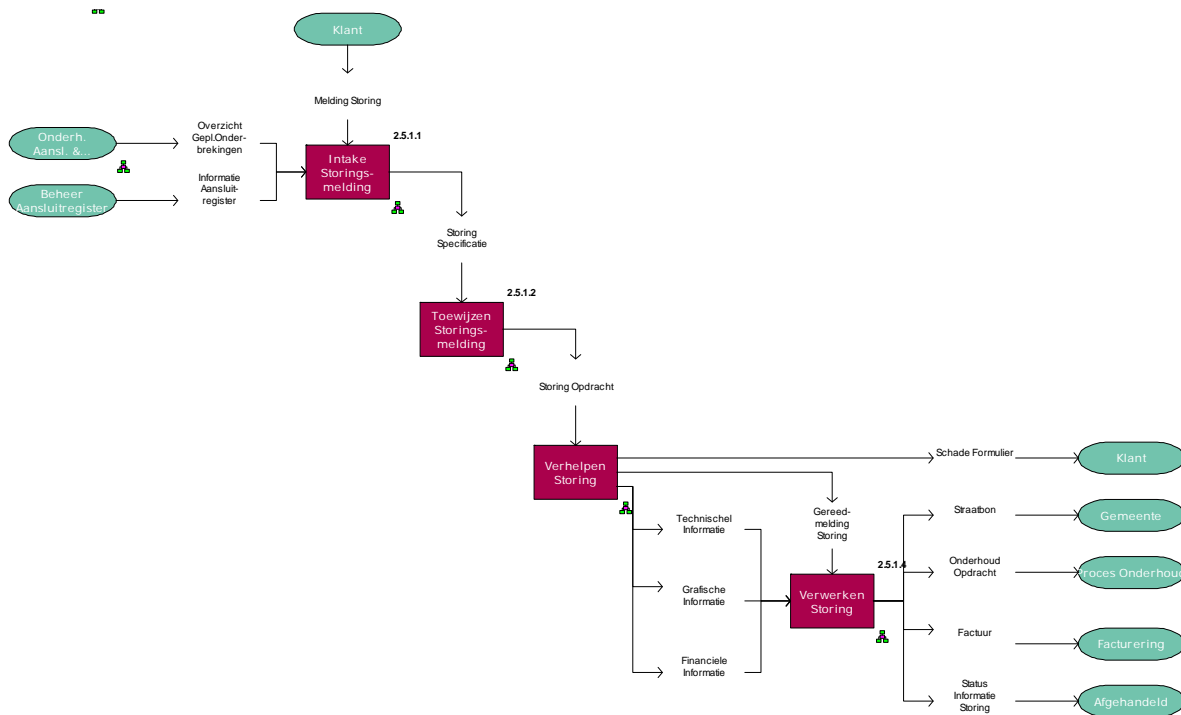 Klant
Melding Storing
Onderh.
Aansl. &...
Overzicht
Gepl.Onder-
brekingen
2.5.1.1
Intake
Storings-
melding
Beheer
Aansluitregister
Informatie
Aansluit-
register
Storing
Specificatie
2.5.1.2
Toewijzen
Storings-
melding
Storing Opdracht
Verhelpen
Storing
Schade Formulier
Klant
Technischel
Informatie
Gereed-
melding
Storing
Straatbon
Gemeente
2.5.1.4
Onderhoud
Opdracht
Proces Onderhoud
Grafische
Informatie
Verwerken
Storing
Factuur
Facturering
Financiele
Informatie
Status
Informatie
Storing
Afgehandeld